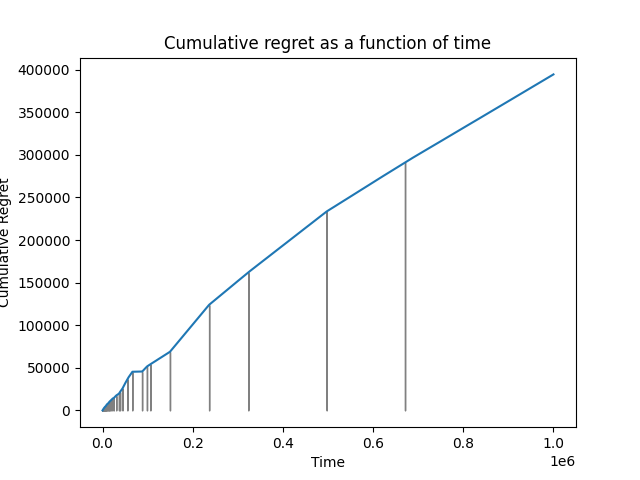 Cumulative regret as a function of time
400000
350000
300000
250000
200000
150000
100000
50000
0
Cumulative Regret
0.0 0.2 0.4 0.6 0.8 1.0
1e6
Time